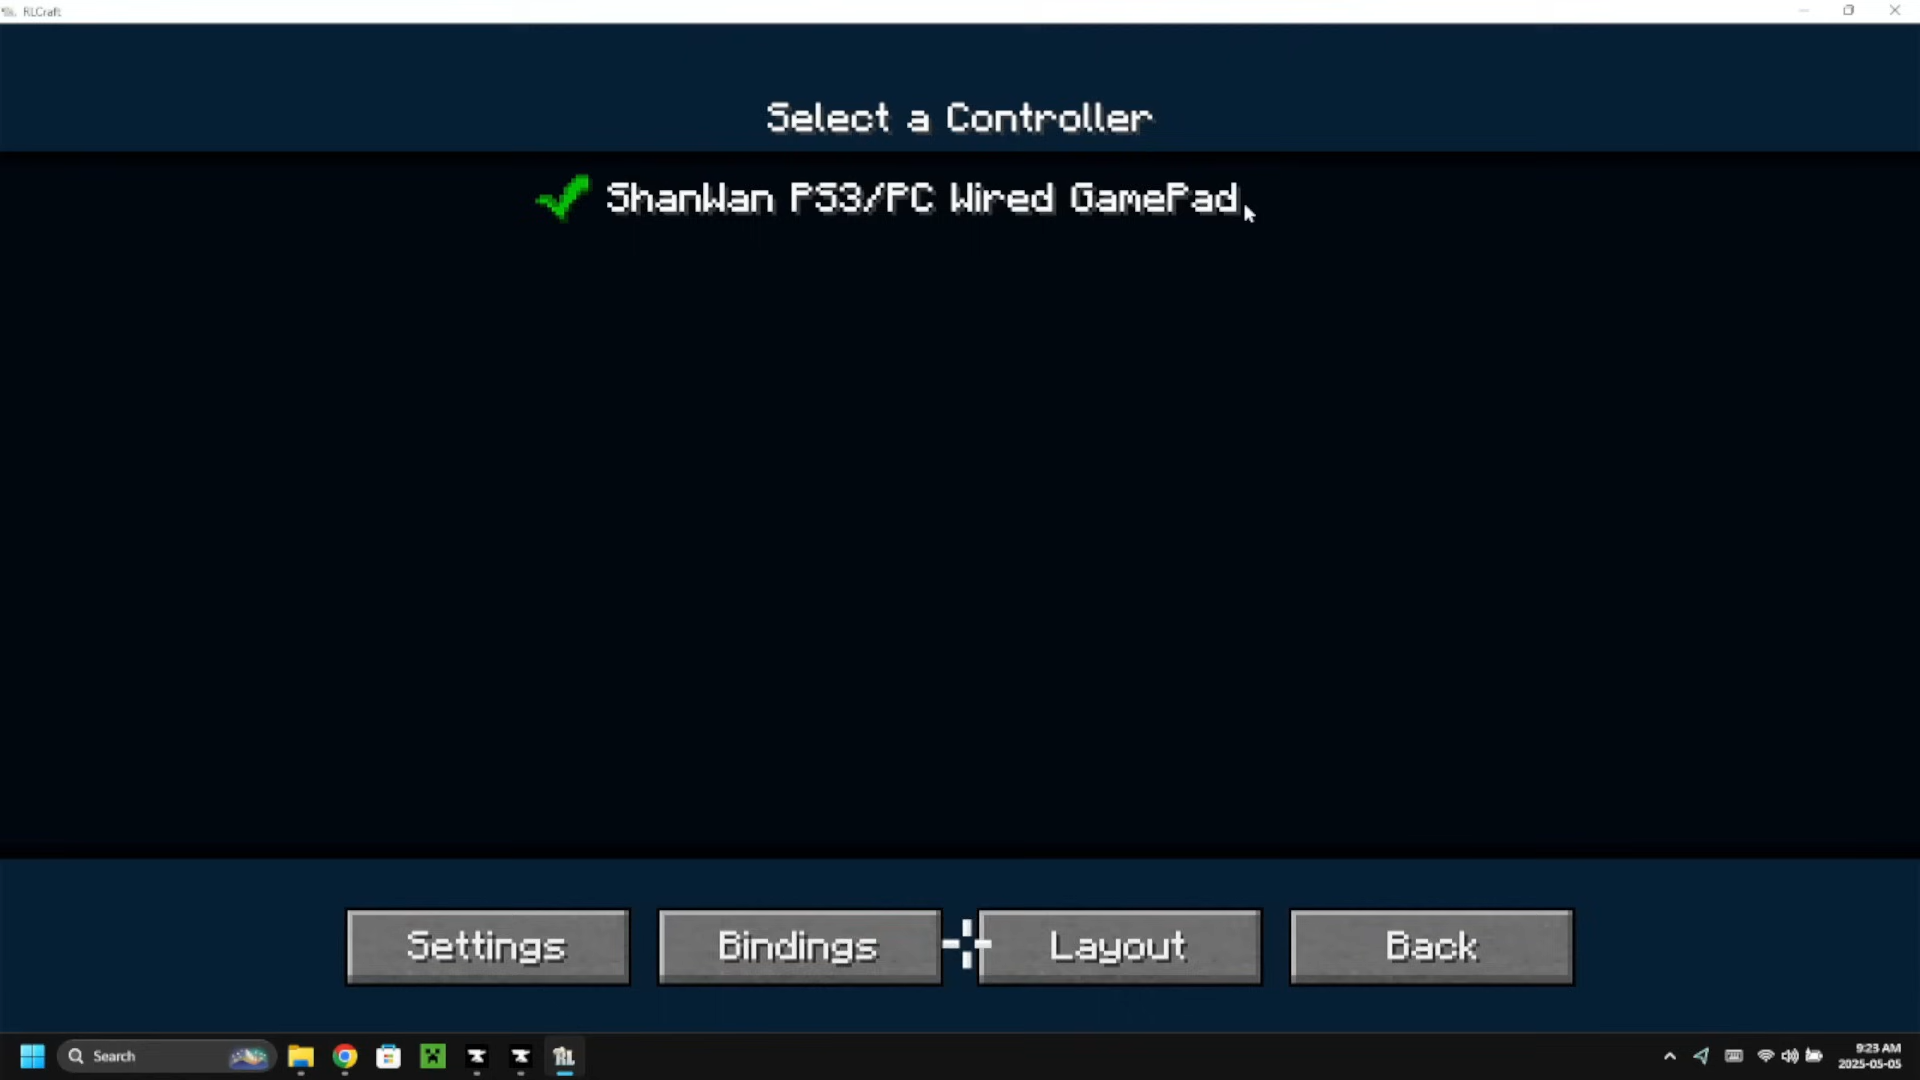 RLCraft
Select a Controller
ShanWan PS3/PC Wired GamePad
Settings
Bindings
Layout
Back
Search
RL
9:23 AM
2025-05-05